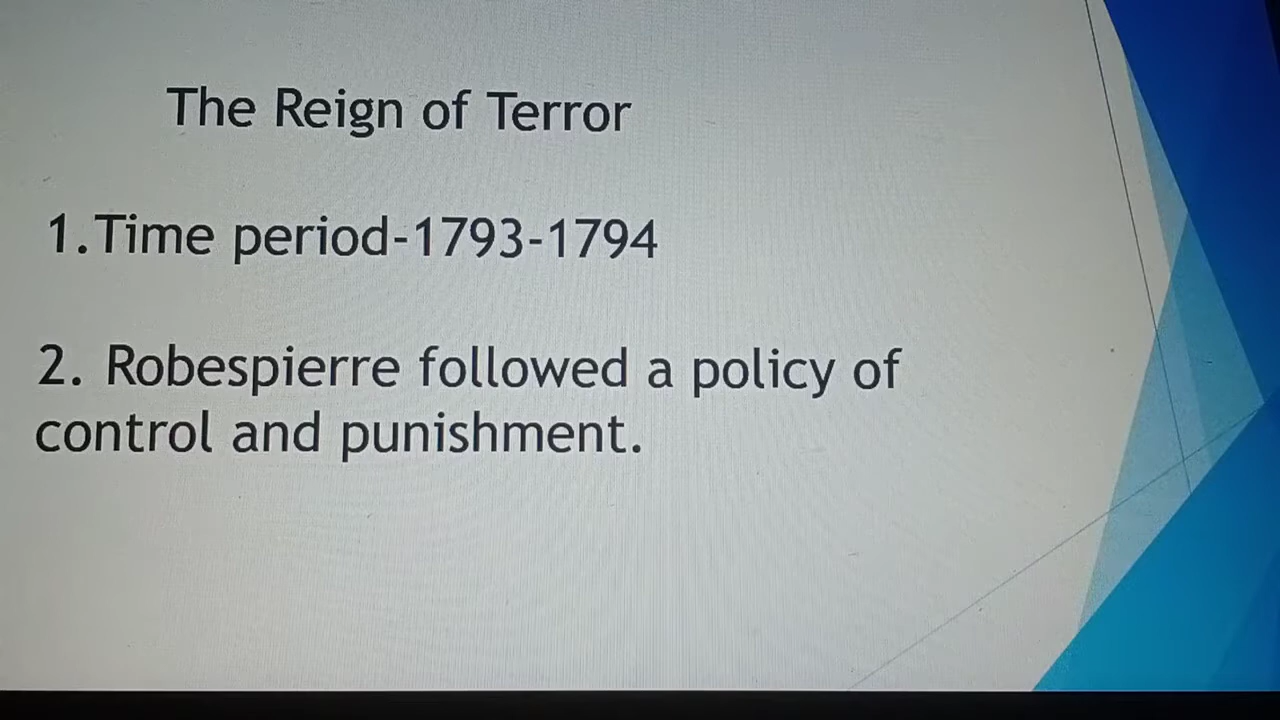 The Reign of Terror
1.Time period-1793-1794
2. Robespierre followed a policy of
control and punishment.